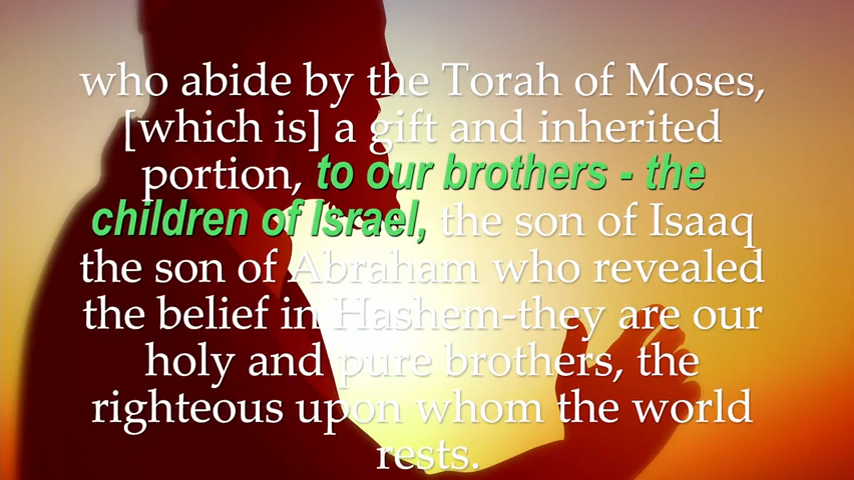 who abide by the Torah of Moses,
[which is] a gift and inherited
portion, to our brothers - the
children of Israel, the son of Isaaq
the son of Abraham who revealed
the belief in Hashem-they are our
holy and pure brothers, the
righteous upon whom the world
rests.